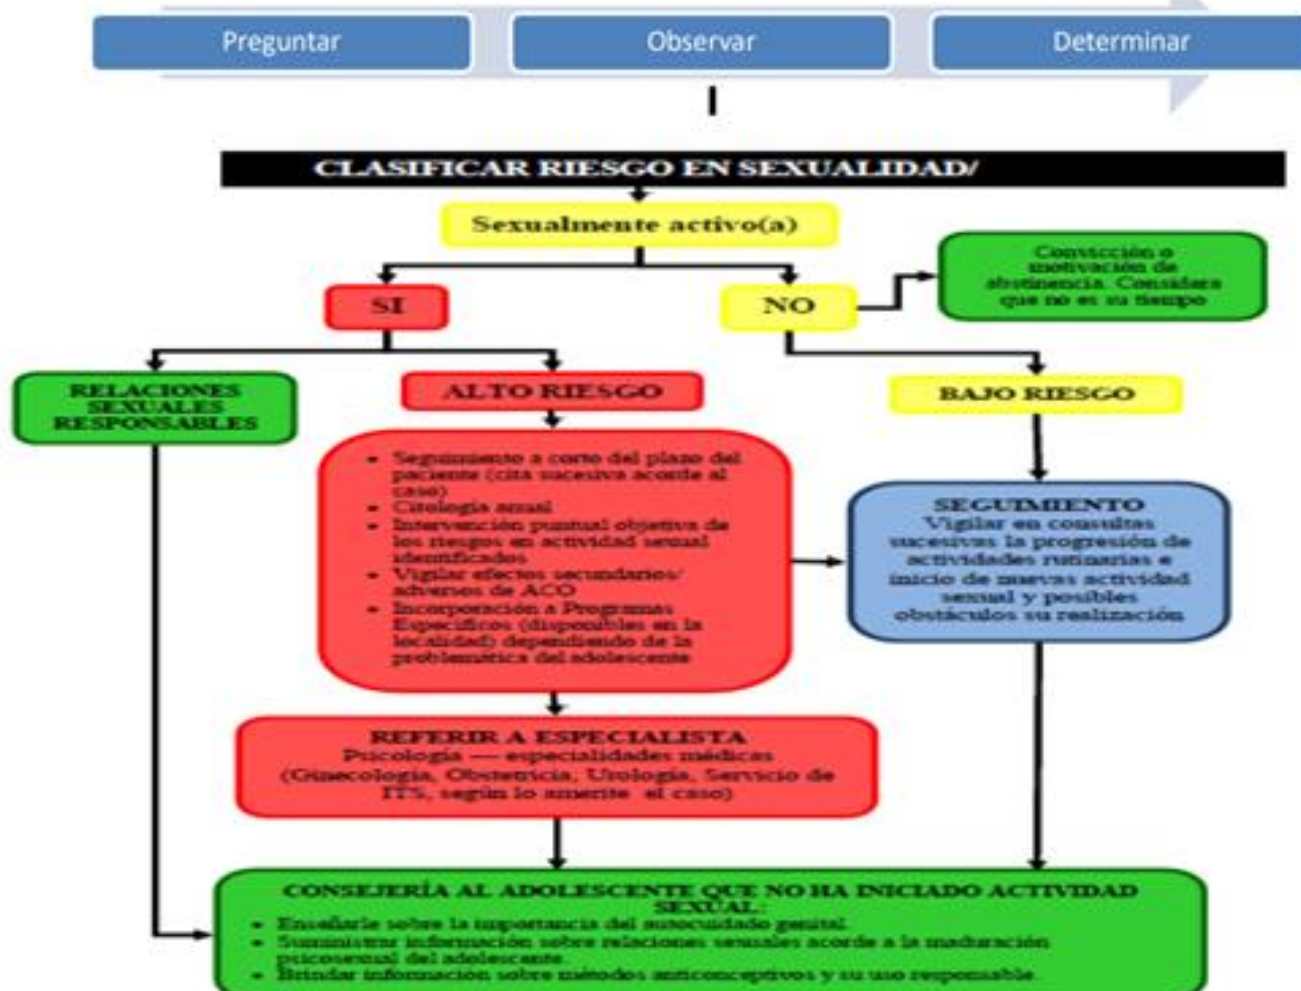 Preguntar
Observar
Determinar
CLASIFICAR RIESGO EN SEXUALIDAD/
Sexualmente activo(a)
SI
NO
Convicción o
motivación de
abstinencia. Considera
que no es su tiempo
RELACIONES
SEXUALES
RESPONSABLES
ALTO RIESGO
BAJO RIESGO
• Seguimiento a corto del plazo del
paciente (cita sucesiva acorde al
caso)
• Citología anual
• Intervención puntual objetiva de
los riesgos en actividad sexual
identificados
• Vigilar efectos secundarios/
adversos de ACO
• Incorporación a Programas
Específicos (disponibles en la
localidad) dependiendo de la
problemática del adolescente
SEGUIMIENTO
Vigilar en consultas
sucesivas la progresión de
actividades rutinarias e
inicio de nuevas actividad
sexual y posibles
obstáculos su realización
REFERIR A ESPECIALISTA
Psicología — especialidades médicas
(Ginecología, Obstetricia, Urología, Servicio de
ITS, según lo amerite el caso)
CONSEJERÍA AL ADOLESCENTE QUE NO HA INICIADO ACTIVIDAD
SEXUAL:
• Enseñarle sobre la importancia del autocuidado genital.
• Suministrar información sobre relaciones sexuales acorde a la maduración
psicosexual del adolescente.
• Brindar información sobre métodos anticonceptivos y su uso responsable.